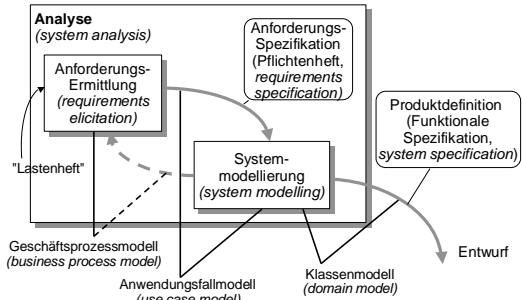 Analyse
(system analysis)
Anforderungs-
Ermittlung
(requirements
elicitation)
Anforderungs-
Spezifikation
(Pflichtenheft,
requirements
specification)
Produktdefinition
(Funktionale
Spezifikation,
system specification)
"Lastenheft"
System-
modellierung
(system modelling)
Geschäftsprozessmodell
(business process model)
Anwendungsfallmodell
(use case model)
Klassenmodell
(domain model)
Entwurf